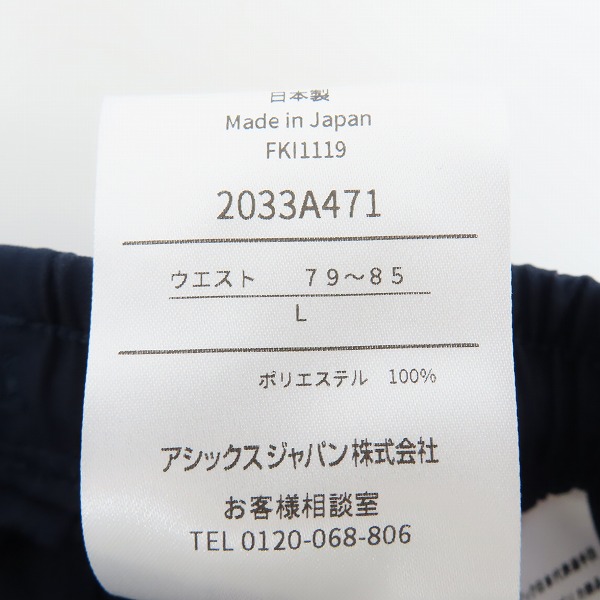 日本製
Made in Japan
FKI1119
2033A471
ウエスト　79～85
L
ポリエステル　100%
アシックスジャパン株式会社
お客様相談室
TEL 0120-068-806